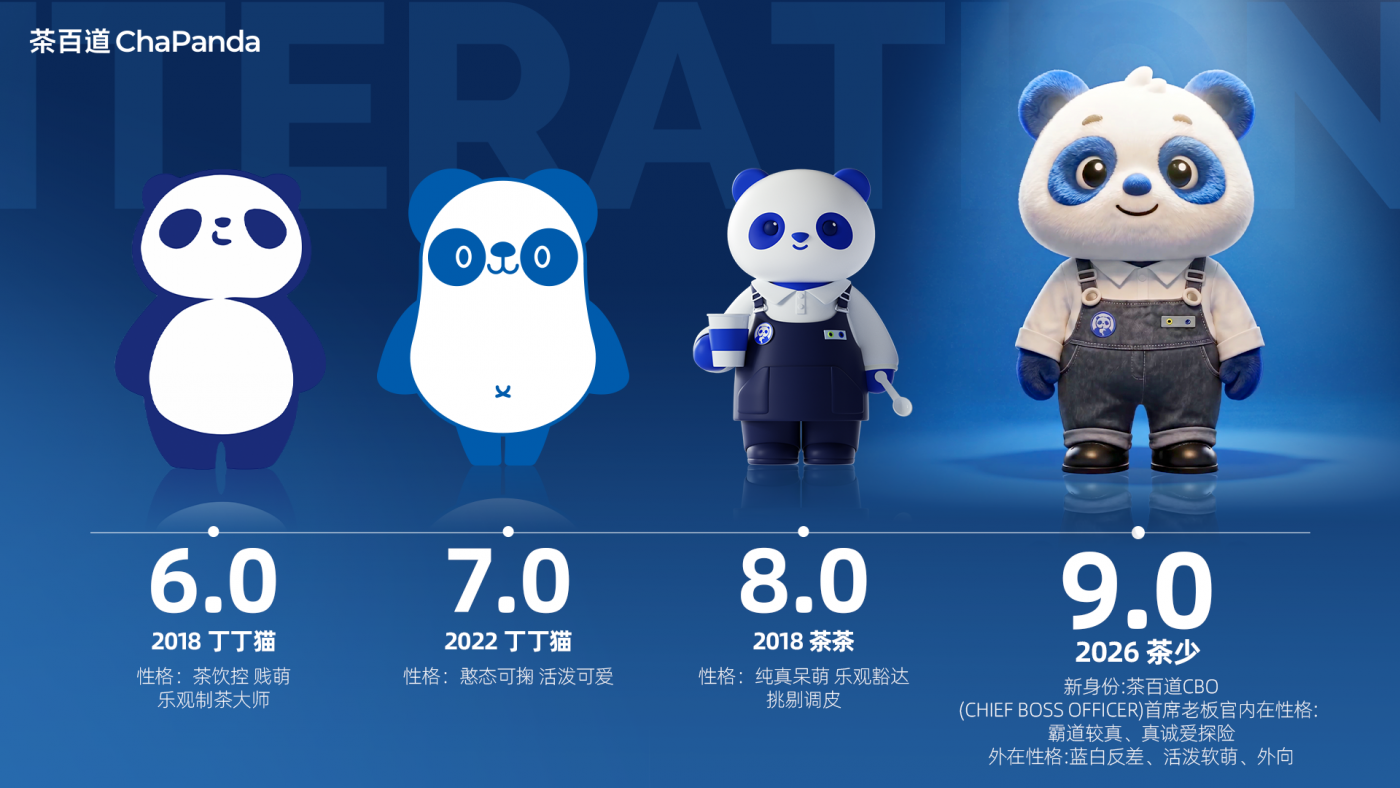 茶百道 ChaPanda
ITERATION
6.0
2018 丁丁猫
性格：茶饮控 贱萌
乐观制茶大师
7.0
2022 丁丁猫
性格：憨态可掬 活泼可爱
8.0
2018 茶茶
性格：纯真呆萌 乐观豁达
挑剔调皮
9.0
2026 茶少
新身份:茶百道CBO
(CHIEF BOSS OFFICER)首席老板官内在性格:
霸道较真、真诚爱探险
外在性格:蓝白反差、活泼软萌、外向